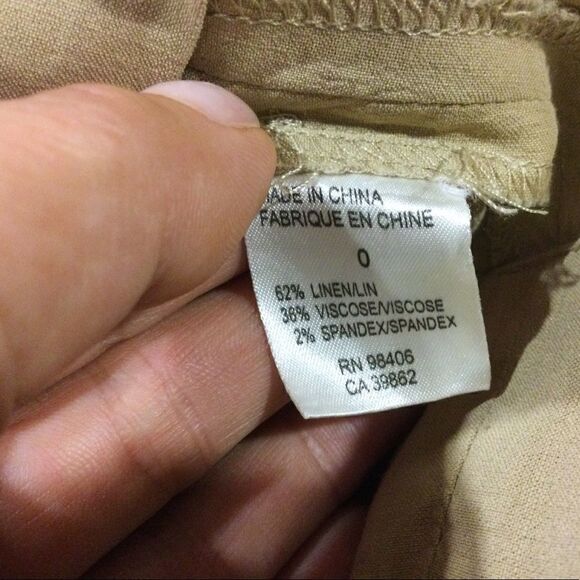 MADE IN CHINA
FABRIQUE EN CHINE
0
62% LINEN/LIN
36% VISCOSE/VISCOSE
2% SPANDEX/SPANDEX
RN 98406
CA 39862